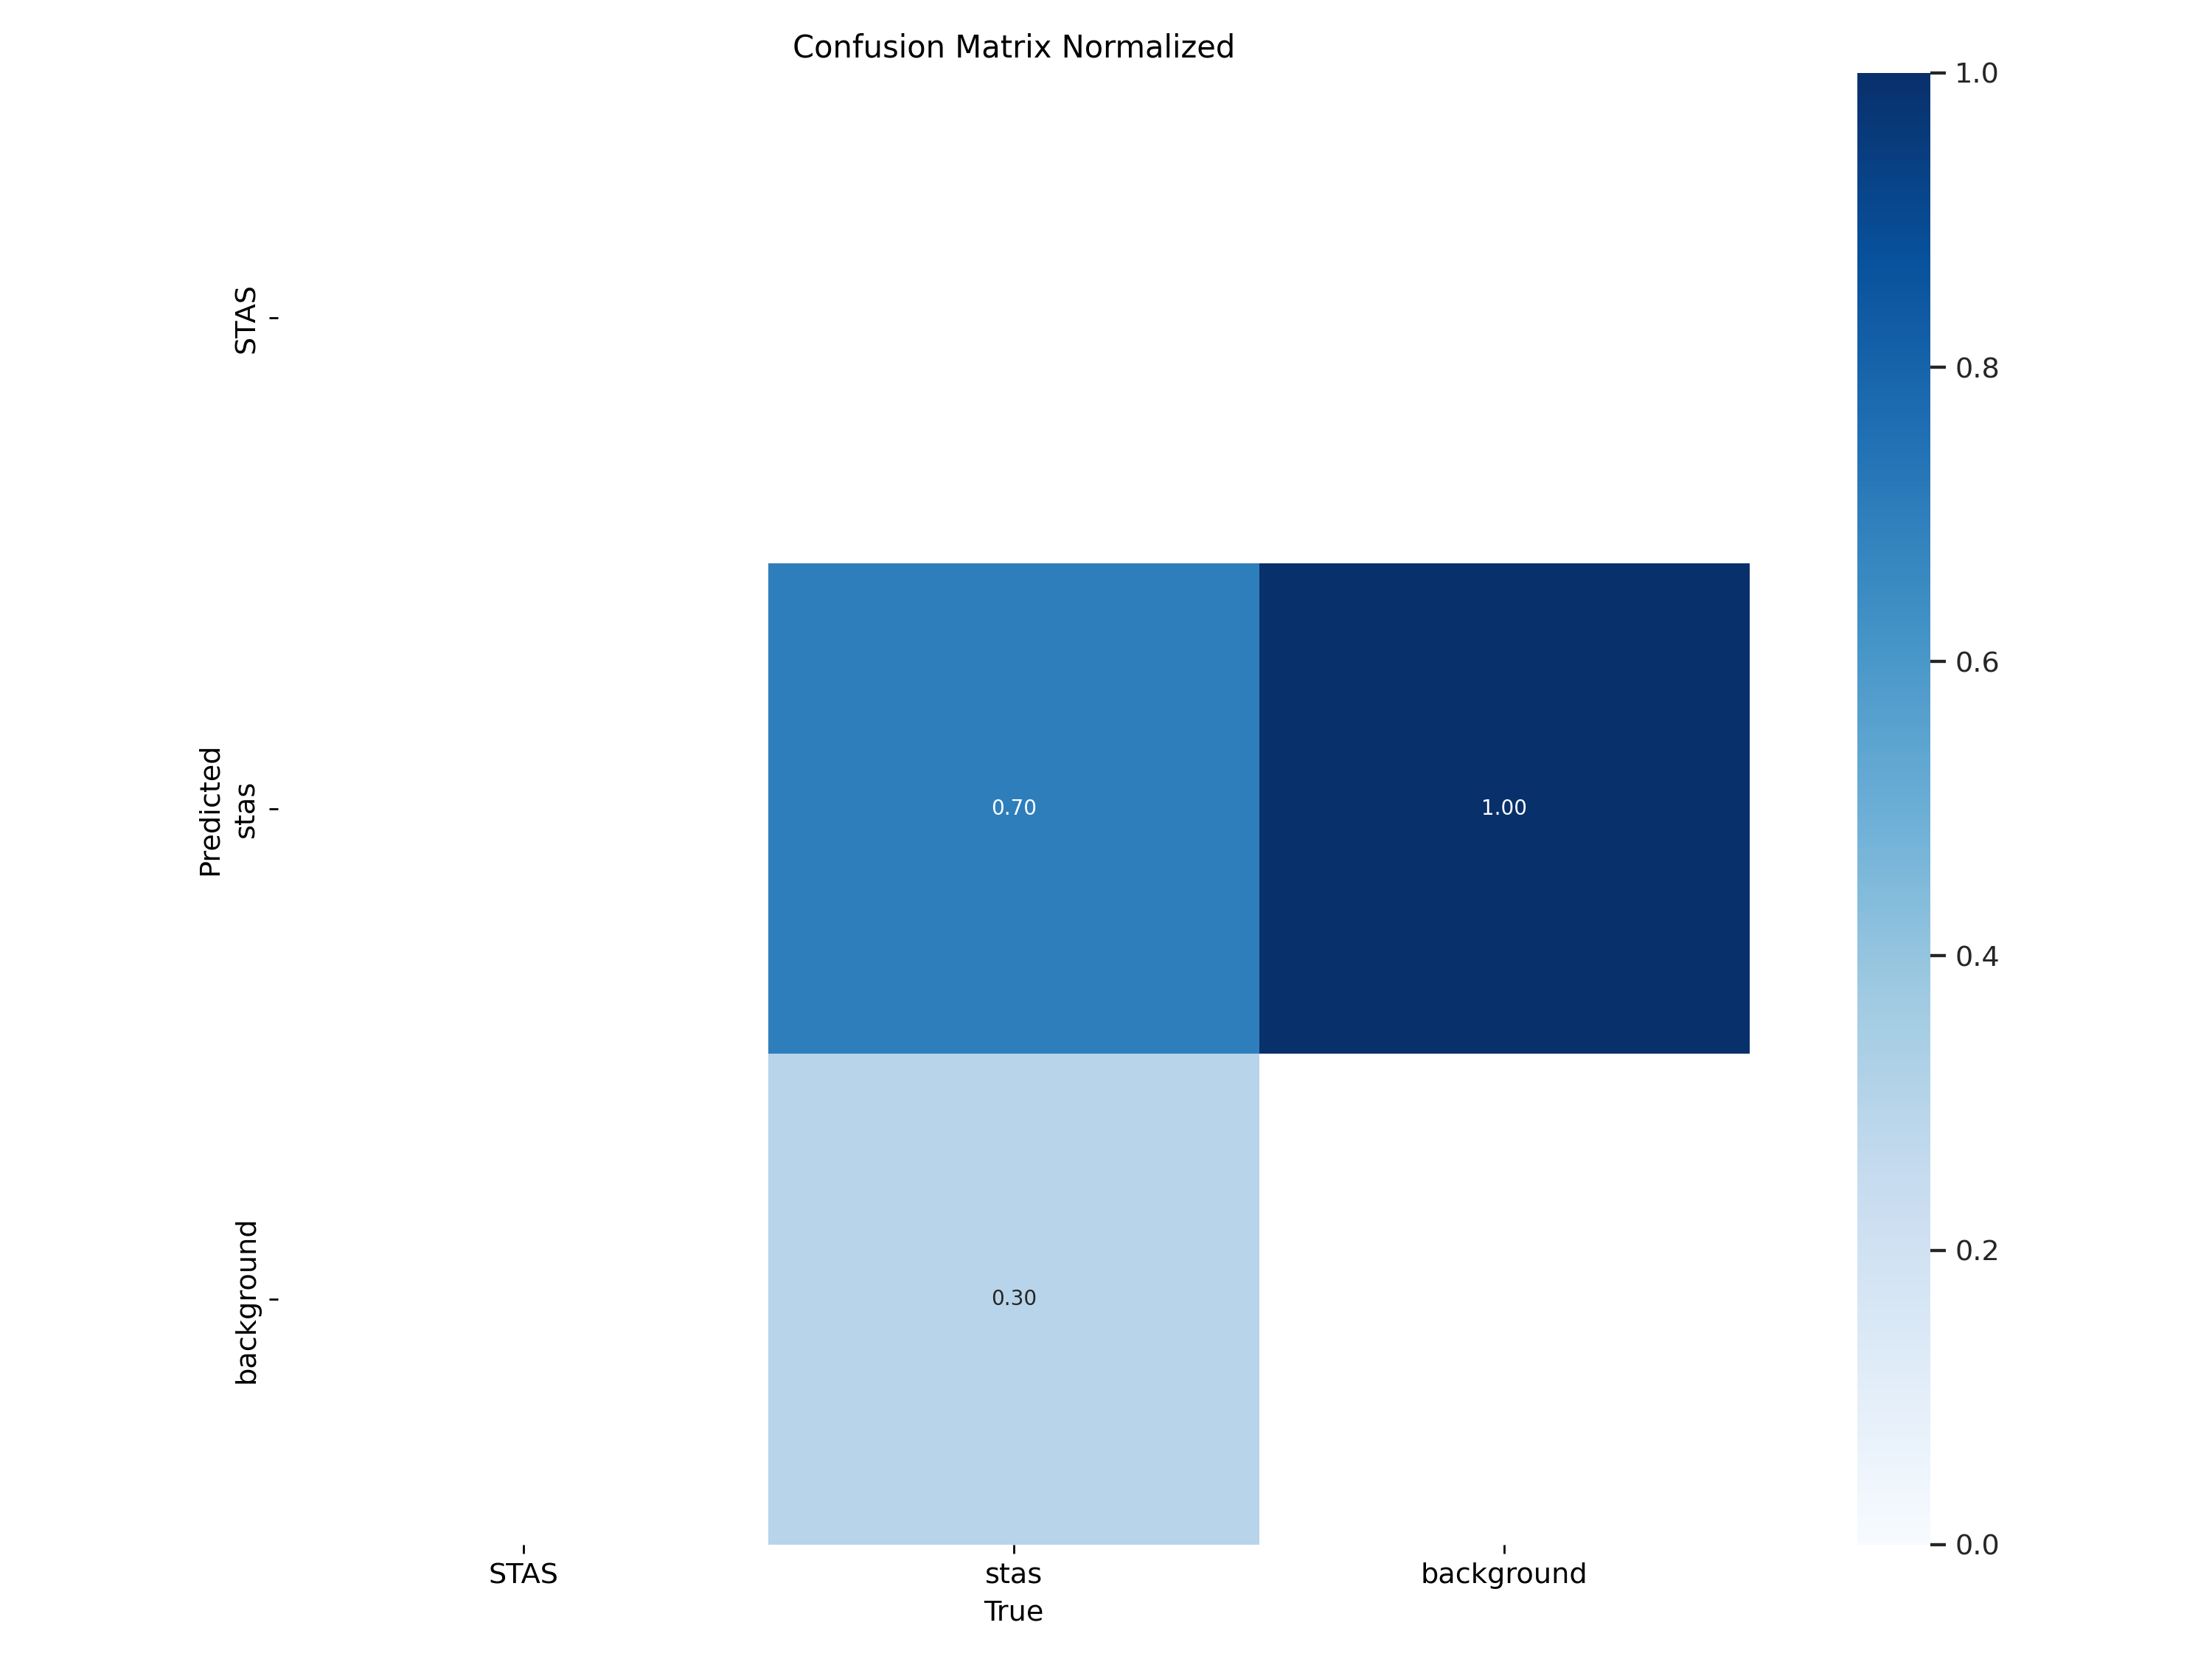 Confusion Matrix Normalized
1.0
0.8
0.6
0.4
0.2
0.0
Predicted
STAS
stas
background
0.70
1.00
0.30
STAS
stas
background
True